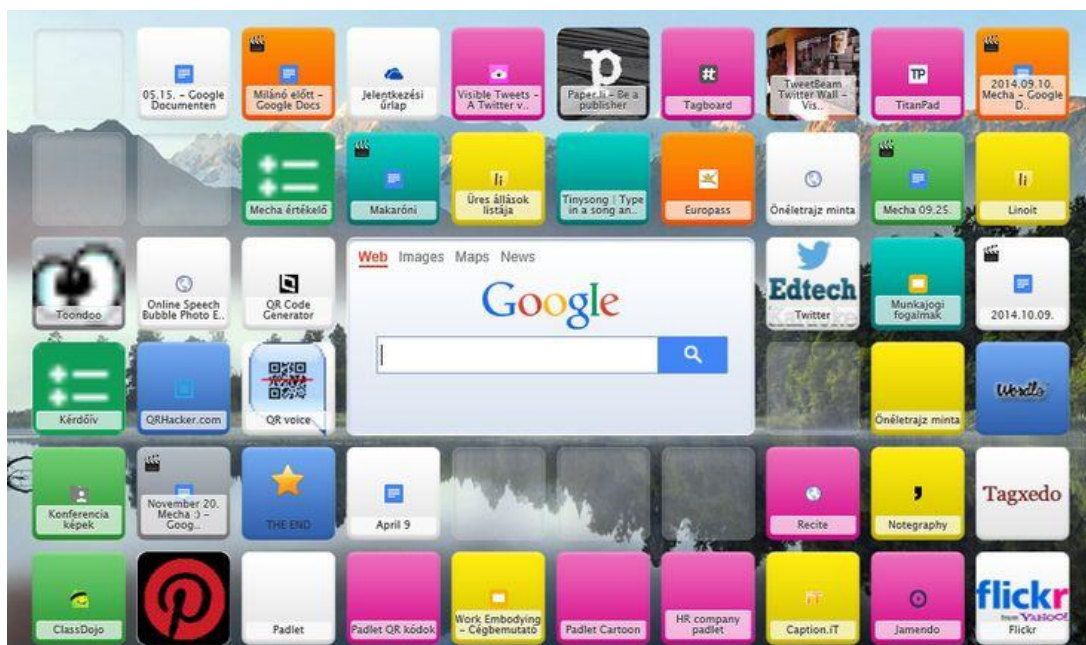 05.15. – Google
Documenten
Milánó előtt –
Google Docs
Jelentkezési
űrlap
Visible Tweets –
A Twitter v..
p
Paper.li – Be a
publisher
#t
Tagboard
TweetBeam
Twitter Wall –
Vis..
TP
TitanPad
2014.09.10.
Mecha – Google
D..
Mecha értékelő
Makaróni
li
Üres állások
listája
Tinysong | Type
in a song an..
Europass
Önéletrajz minta
Mecha 09.25.
li
Linoit
Toondoo
Online Speech
Bubble Photo E..
QR Code
Generator
Web Images Maps News
Google
Edtech
Karaoke
Twitter
Munkajogi
fogalmak
2014.10.09.
Kérdőív
QRHacker.com
QR voice
Önéletrajz minta
Wordle
Konferencia
képek
November 20.
Mecha :) –
Goog..
THE END
April 9
Recite
Notegraphy
Tagxedo
ClassDojo
Padlet
Padlet QR kódok
Work Embodying
– Cégbemutató
Padlet Cartoon
HR company
padlet
iT
Caption.iT
Jamendo
flickr
from YAHOO!
Flickr